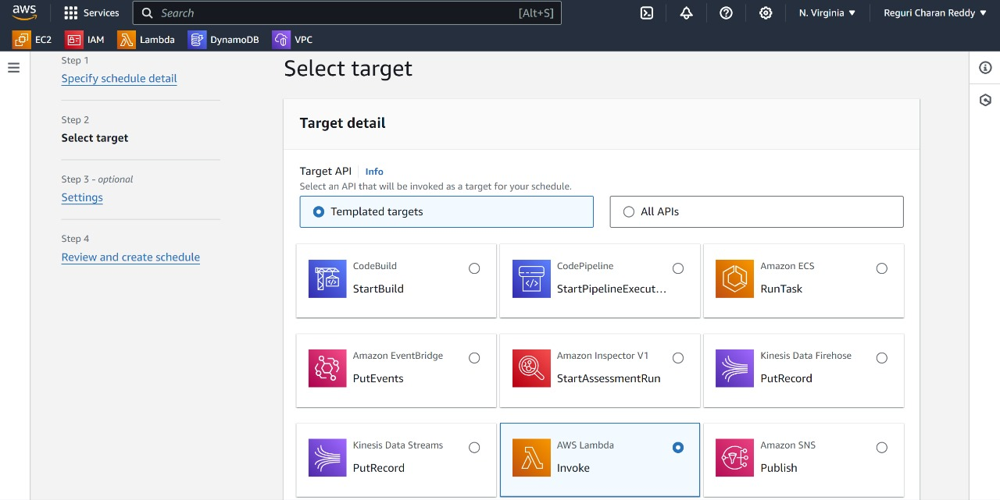 aws
Services
Search
[Alt+S]
N. Virginia
Reguri Charan Reddy
EC2
IAM
Lambda
DynamoDB
VPC
Step 1
Specify schedule detail
Step 2
Select target
Step 3 - optional
Settings
Step 4
Review and create schedule
Select target
Target detail
Target API
Info
Select an API that will be invoked as a target for your schedule.
Templated targets
All APIs
CodeBuild
StartBuild
CodePipeline
StartPipelineExecut...
Amazon ECS
RunTask
Amazon EventBridge
PutEvents
Amazon Inspector V1
StartAssessmentRun
Kinesis Data Firehose
PutRecord
Kinesis Data Streams
PutRecord
AWS Lambda
Invoke
Amazon SNS
Publish